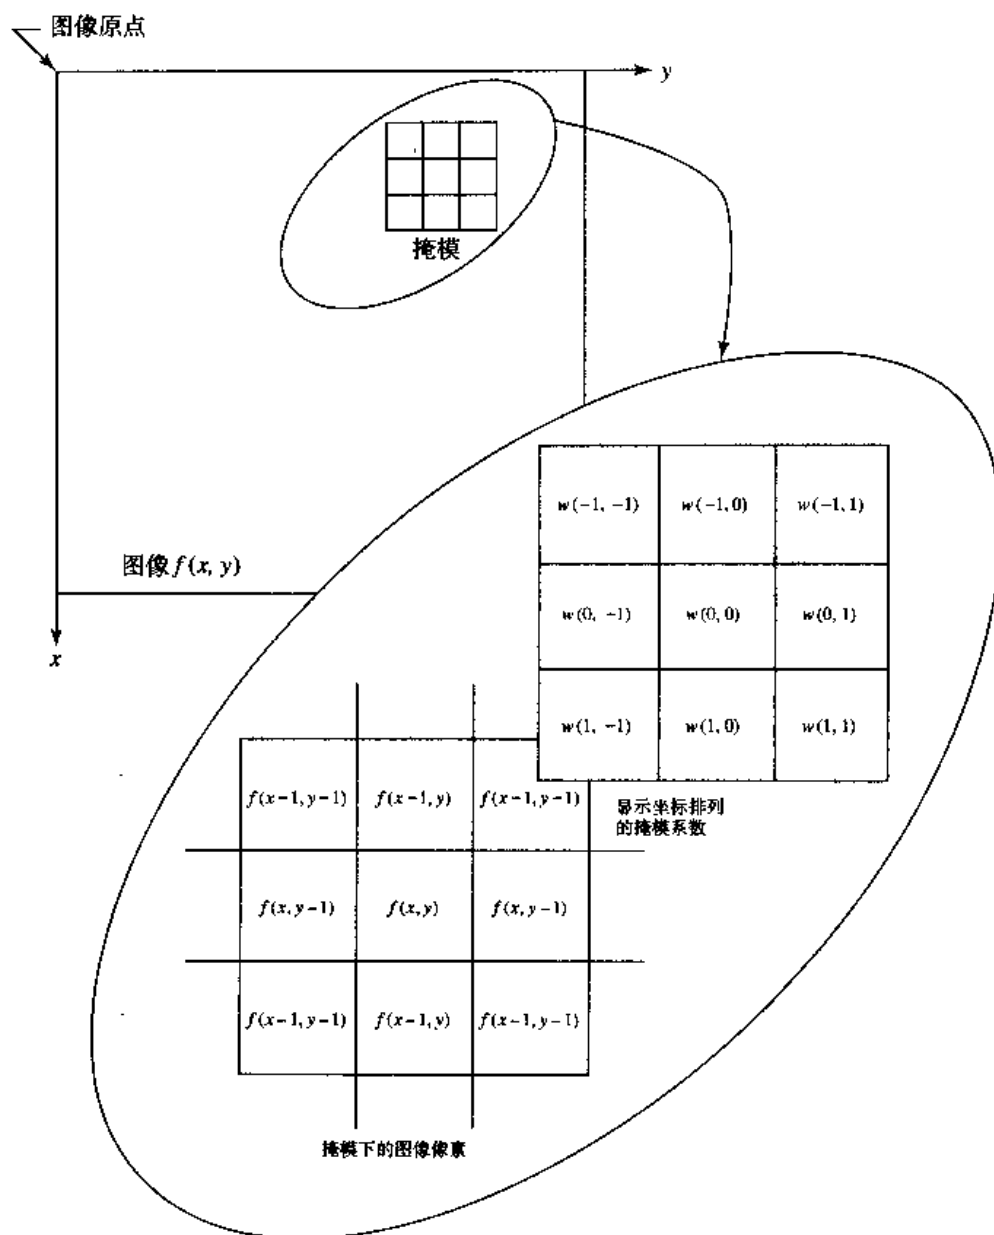 图像原点
y
掩模
w(-1, -1)
w(-1, 0)
w(-1, 1)
w(0, -1)
w(0, 0)
w(0, 1)
w(1, -1)
w(1, 0)
w(1, 1)
图像 f(x, y)
x
f(x-1, y-1)
f(x-1, y)
f(x-1, y-1)
f(x, y-1)
f(x, y)
f(x, y-1)
f(x-1, y-1)
f(x-1, y)
f(x-1, y-1)
显示坐标排列
的掩模系数
掩模下的图像像素